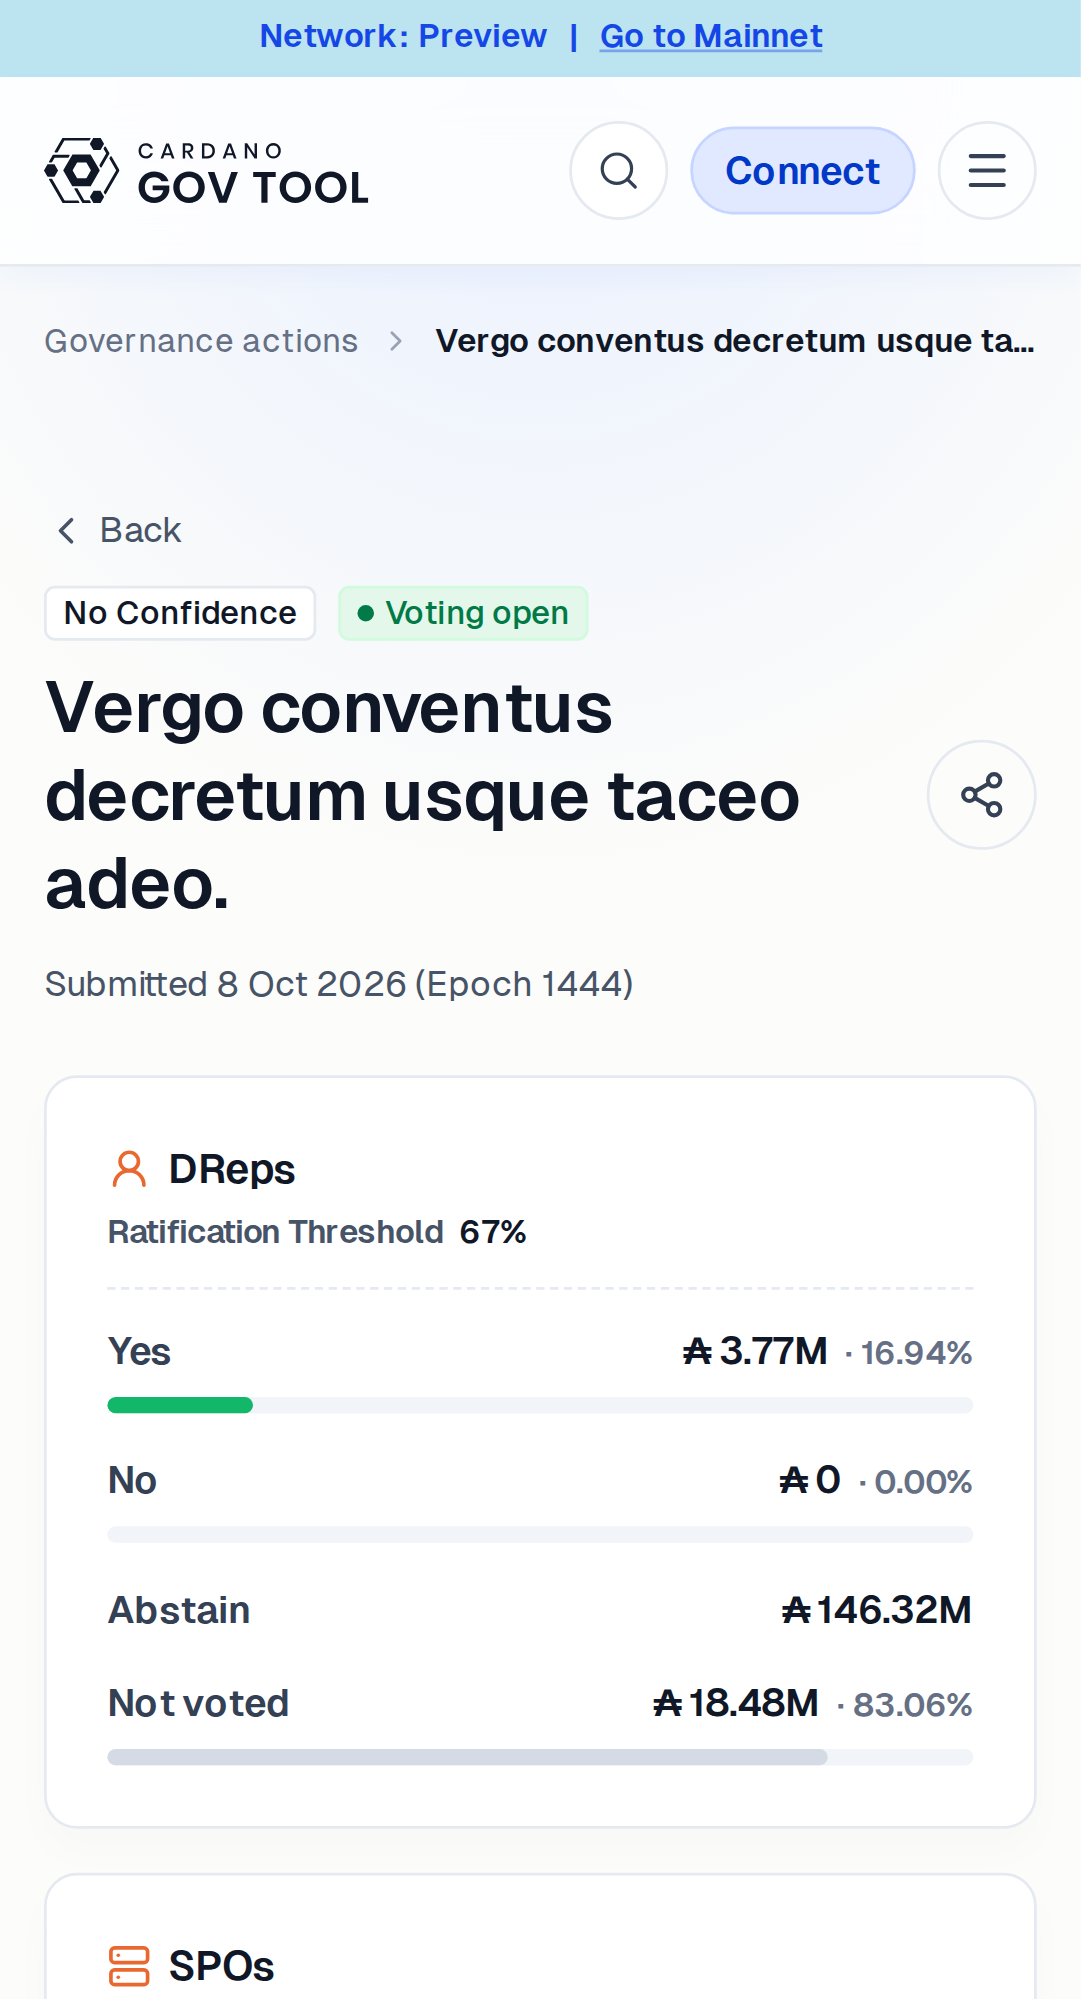 Network: Preview | Go to Mainnet
CARDANO
GOV TOOL
Connect
Governance actions > Vergo conventus decretum usque ta...
Back
No Confidence
Voting open
Vergo conventus
decretum usque taceo
adeo.
Submitted 8 Oct 2026 (Epoch 1444)
DReps
Ratification Threshold 67%
Yes ₳ 3.77M · 16.94%
No ₳ 0 · 0.00%
Abstain ₳ 146.32M
Not voted ₳ 18.48M · 83.06%
SPOs